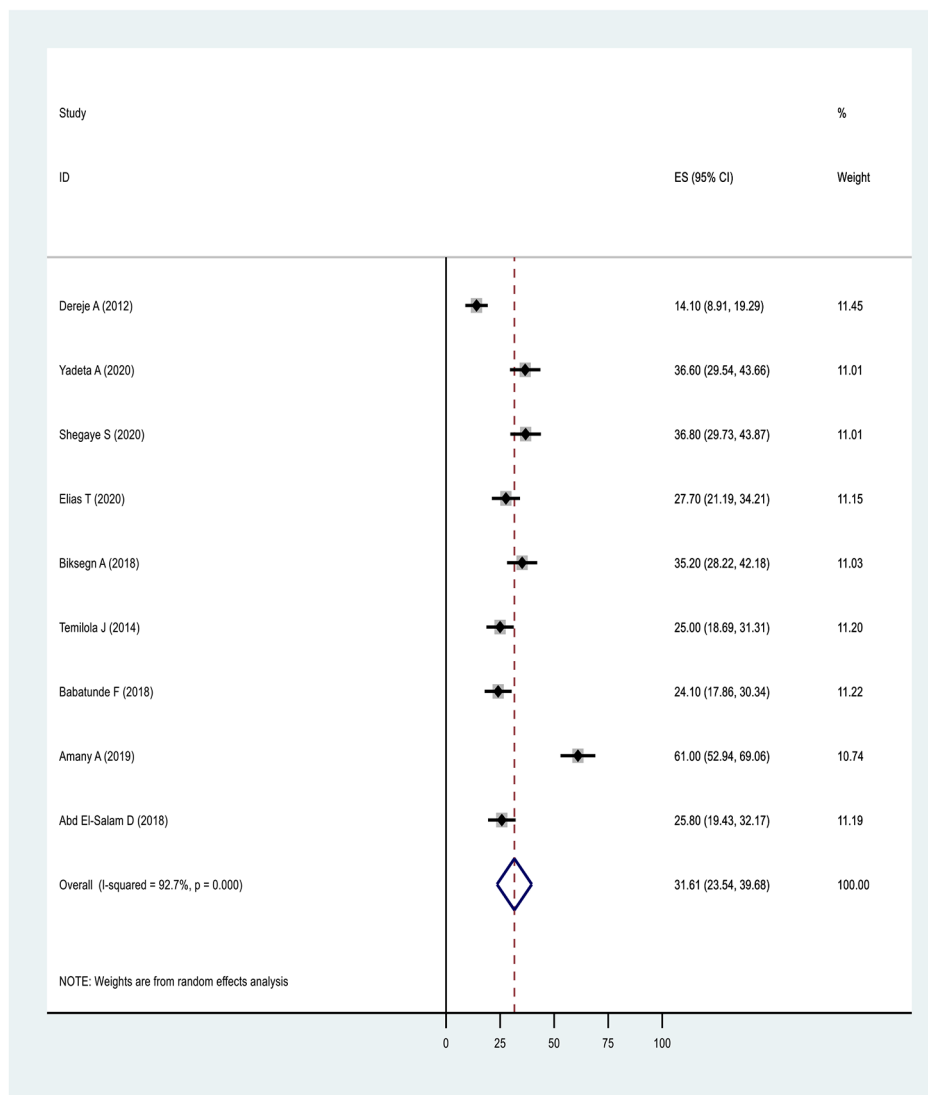 Study %
ID ES (95% CI) Weight
Dereje A (2012) 14.10 (8.91, 19.29) 11.45
Yadeta A (2020) 36.60 (29.54, 43.66) 11.01
Shegaye S (2020) 36.80 (29.73, 43.87) 11.01
Elias T (2020) 27.70 (21.19, 34.21) 11.15
Biksegn A (2018) 35.20 (28.22, 42.18) 11.03
Temilola J (2014) 25.00 (18.69, 31.31) 11.20
Babatunde F (2018) 24.10 (17.86, 30.34) 11.22
Amany A (2019) 61.00 (52.94, 69.06) 10.74
Abd El-Salam D (2018) 25.80 (19.43, 32.17) 11.19
Overall (I-squared = 92.7%, p = 0.000) 31.61 (23.54, 39.68) 100.00
NOTE: Weights are from random effects analysis
0 25 50 75 100